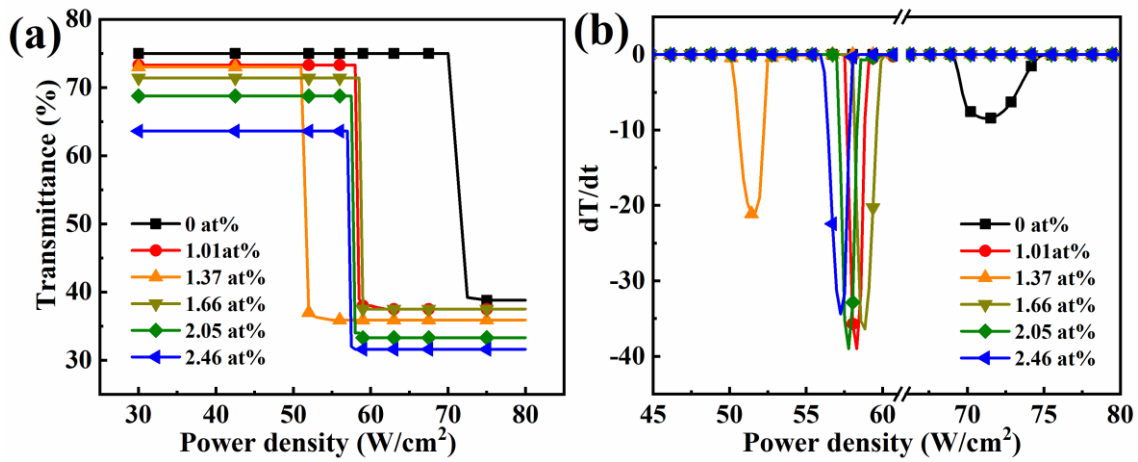 (a)
80
70
60
50
40
30
Transmittance (%)
0 at%
1.01at%
1.37 at%
1.66 at%
2.05 at%
2.46 at%
30 40 50 60 70 80
Power density (W/cm²)
(b)
0
-10
-20
-30
-40
dT/dt
0 at%
1.01at%
1.37 at%
1.66 at%
2.05 at%
2.46 at%
45 50 55 60 70 75 80
Power density (W/cm²)